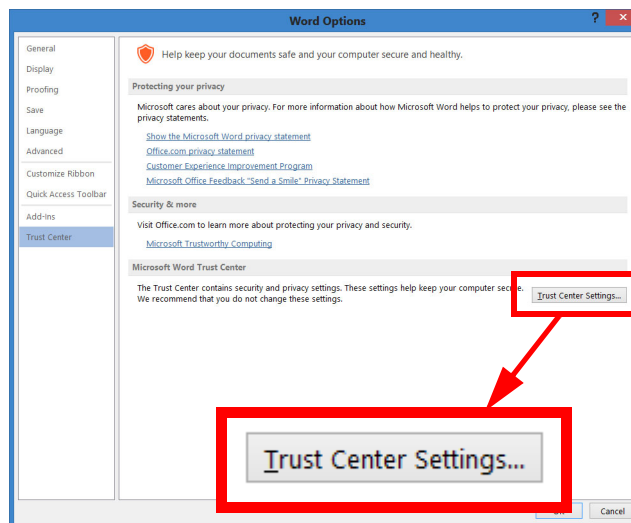 Word Options
?
×
General
Display
Proofing
Save
Language
Advanced
Customize Ribbon
Quick Access Toolbar
Add-Ins
Trust Center
Help keep your documents safe and your computer secure and healthy.
Protecting your privacy
Microsoft cares about your privacy. For more information about how Microsoft Word helps to protect your privacy, please see the
privacy statements.
Show the Microsoft Word privacy statement
Office.com privacy statement
Customer Experience Improvement Program
Microsoft Office Feedback "Send a Smile" Privacy Statement
Security & more
Visit Office.com to learn more about protecting your privacy and security.
Microsoft Trustworthy Computing
Microsoft Word Trust Center
The Trust Center contains security and privacy settings. These settings help keep your computer secure.
We recommend that you do not change these settings.
Trust Center Settings...
Trust Center Settings...
Cancel